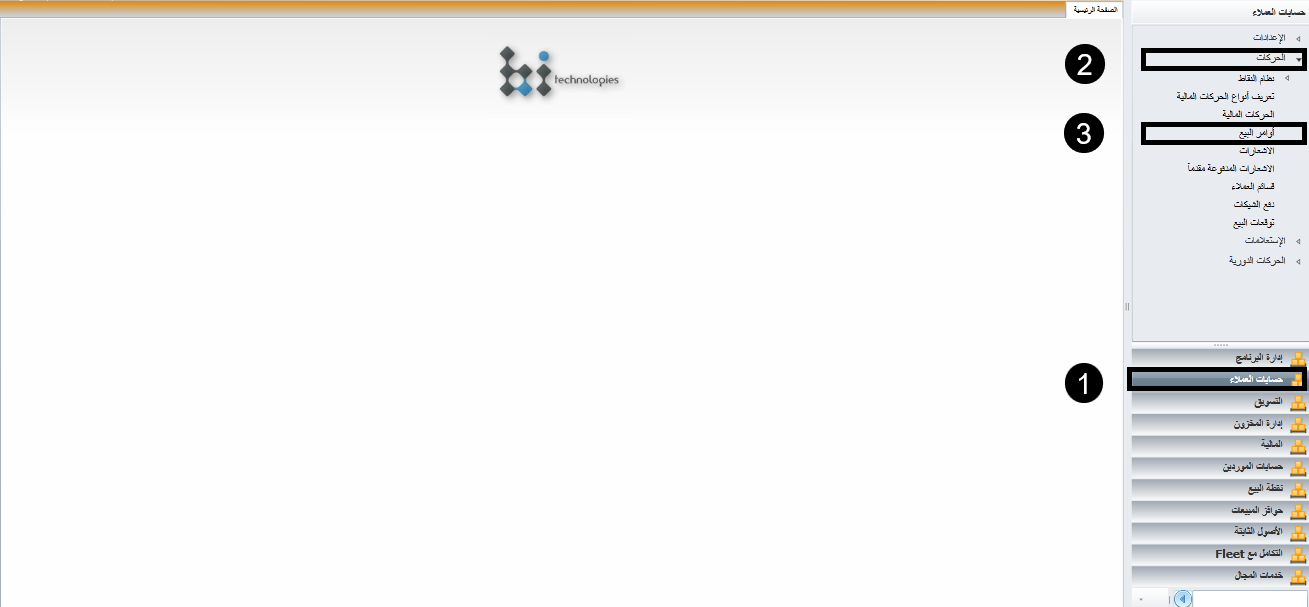 حسابات العملاء
الصفحة الرئيسية
الإعدادات
الحركات
نظام النقاط
تعريف أنواع الحركات المالية
الحركات المالية
أوامر البيع
الاشعارات
الاشعارات المدفوعة مقدماً
قسائم العملاء
دفع الشيكات
توقعات البيع
الإستعلامات
الحركات الدورية
technologies
2
3
1
إدارة البرنامج
حسابات العملاء
التسويق
إدارة المخزون
المالية
حسابات الموردين
نقطة البيع
حوافز المبيعات
الأصول الثابتة
التكامل مع Fleet
خدمات المجال